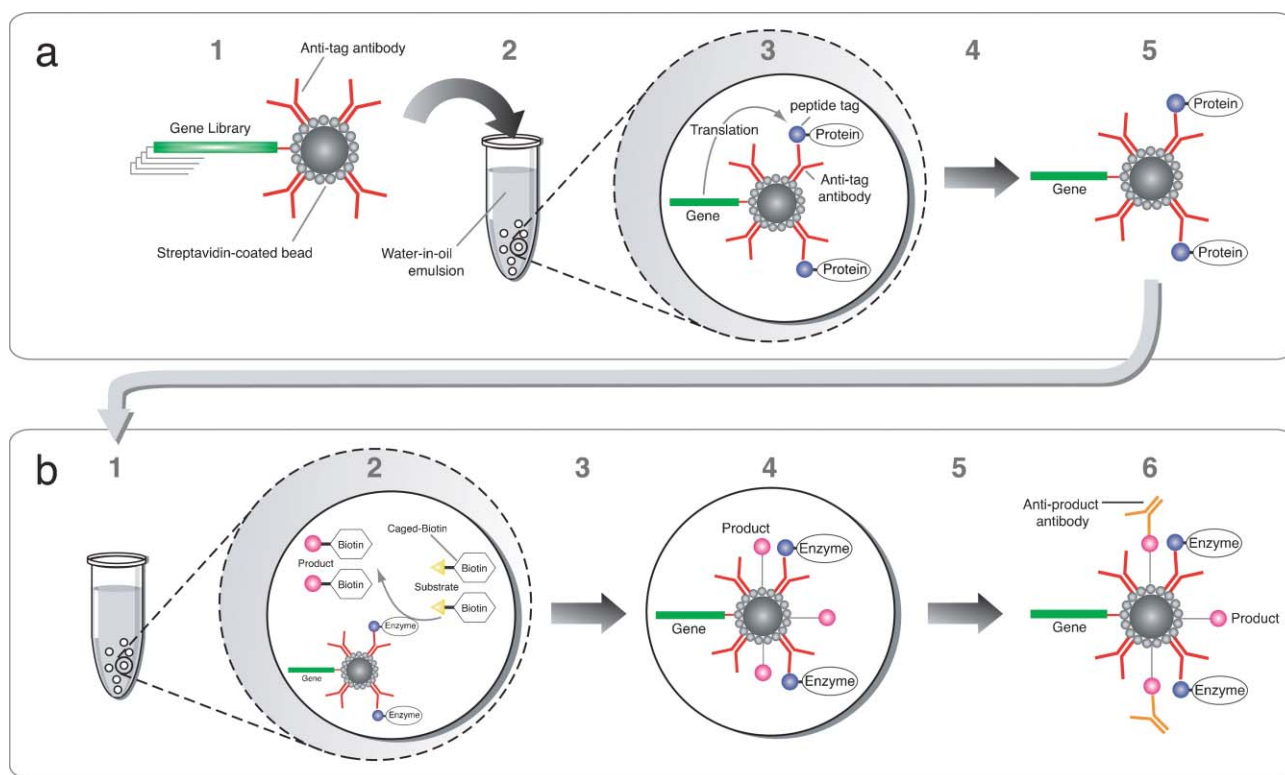 a
1
2
3
4
5
Anti-tag antibody
Gene Library
Streptavidin-coated bead
Water-in-oil
emulsion
peptide tag
Translation
Protein
Anti-tag
antibody
Gene
Protein
Protein
Gene
Protein
b
1
2
3
4
5
6
Caged-Biotin
Biotin
Product
Biotin
Biotin
Substrate
Biotin
Enzyme
Gene
Enzyme
Product
Enzyme
Gene
Enzyme
Anti-product
antibody
Enzyme
Gene
Product
Enzyme